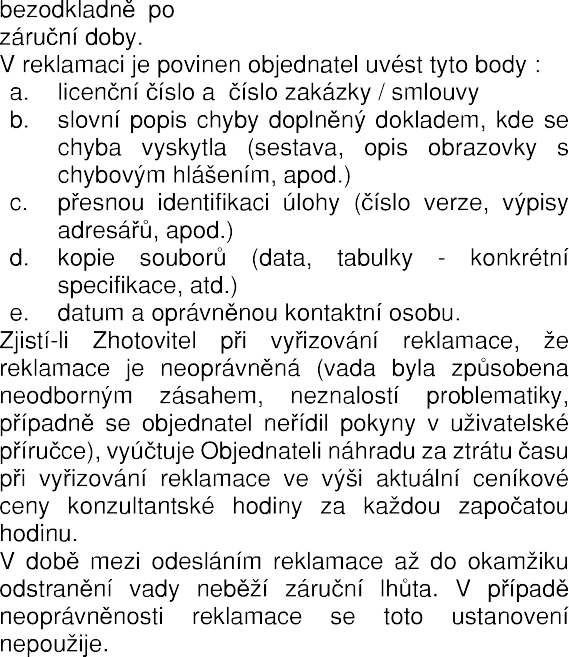 bezodkladně po
záruční doby.
V reklamaci je povinen objednatel uvést tyto body :
a. licenční číslo a číslo zakázky / smlouvy
b. slovní popis chyby doplněný dokladem, kde se
chyba vyskytla (sestava, opis obrazovky s
chybovým hlášením, apod.)
c. přesnou identifikaci úlohy (číslo verze, výpisy
adresářů, apod.)
d. kopie souborů (data, tabulky - konkrétní
specifikace, atd.)
e. datum a oprávněnou kontaktní osobu.
Zjistí-li Zhotovitel při vyřizování reklamace, že
reklamace je neoprávněná (vada byla způsobena
neodborným zásahem, neznalostí problematiky,
případně se objednatel neřídil pokyny v uživatelské
příručce), vyúčtuje Objednateli náhradu za ztrátu času
při vyřizování reklamace ve výši aktuální ceníkové
ceny konzultantské hodiny za každou započatou
hodinu.
V době mezi odesláním reklamace až do okamžiku
odstranění vady neběží záruční lhůta. V případě
neoprávněnosti reklamace se toto ustanovení
nepoužije.